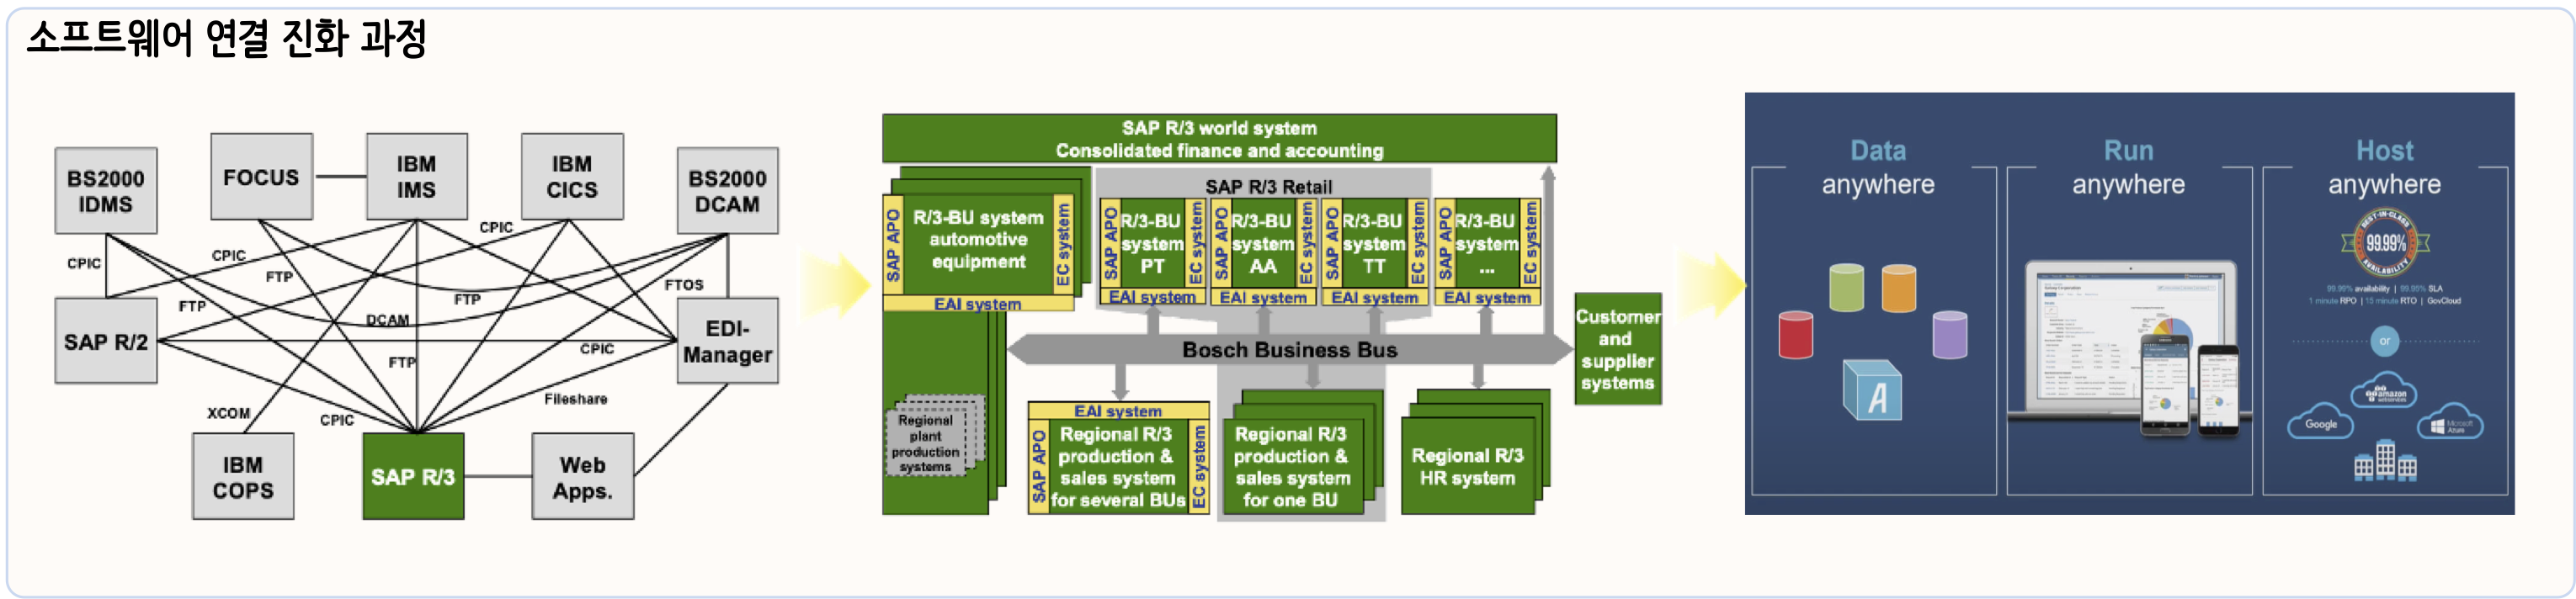 소프트웨어 연결 진화 과정
BS2000
IDMS
FOCUS
IBM
IMS
IBM
CICS
BS2000
DCAM
CPIC
CPIC
CPIC
FTP
FTP
FTP
FTOS
DCAM
SAP R/2
EDI-
Manager
FTP
CPIC
Fileshare
XCOM
CPIC
IBM
COPS
SAP R/3
Web
Apps.
SAP R/3 world system
Consolidated finance and accounting
SAP APO
R/3-BU system
automotive
equipment
EC system
EAI system
SAP R/3 Retail
SAP APO
R/3-BU
system
PT
EC system
EAI system
SAP APO
R/3-BU
system
AA
EC system
EAI system
SAP APO
R/3-BU
system
TT
EC system
EAI system
SAP APO
R/3-BU
system
...
EC system
EAI system
Bosch Business Bus
Customer
and
supplier
systems
Regional
plant
production
systems
EAI system
SAP APO
Regional R/3
production &
sales system
for several BUs
EC system
Regional R/3
production &
sales system
for one BU
Regional R/3
HR system
Data
anywhere
A
Run
anywhere
Host
anywhere
BEST-IN-CLASS
99.99%
AVAILABILITY
99.99% availability | 99.95% SLA
1 minute RPO | 15 minute RTO | GovCloud
or
amazon
webservices
Google
Microsoft
Azure